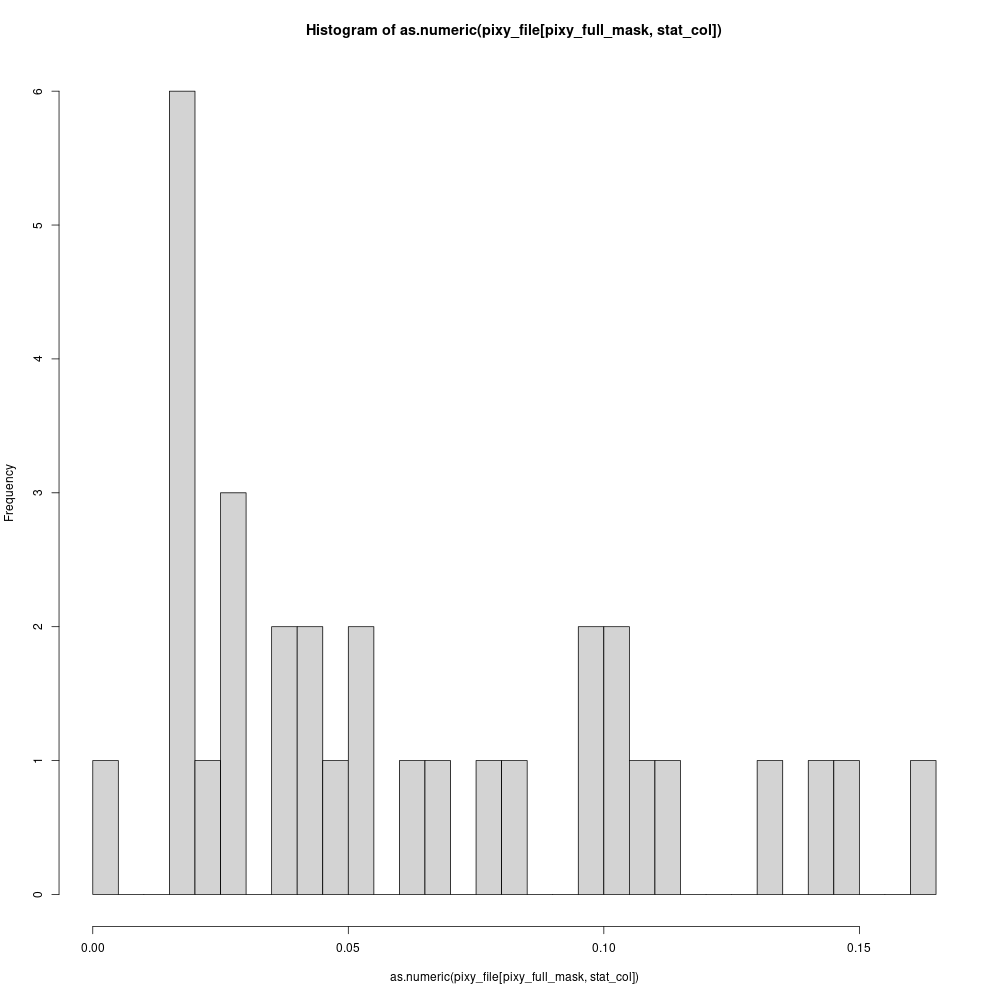 Histogram of as.numeric(pixy_file[pixy_full_mask, stat_col])
6
5
4
3
2
1
0
Frequency
0.00 0.05 0.10 0.15
as.numeric(pixy_file[pixy_full_mask, stat_col])